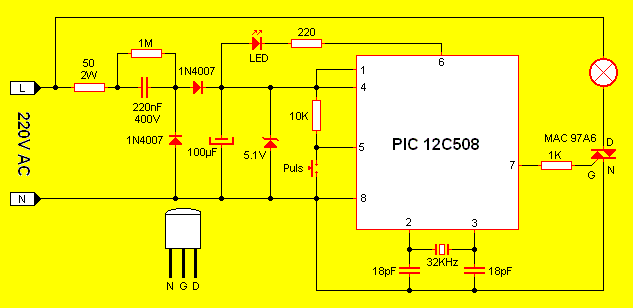 220
1M
LED
6
50
2W
1N4007
1
L
4
220nF
400V
10K
MAC 97A6
D
1N4007
5
PIC 12C508
100µF
5.1V
7
1K
G
N
Puls
220V AC
N
8
2
3
18pF
32KHz
18pF
N G D